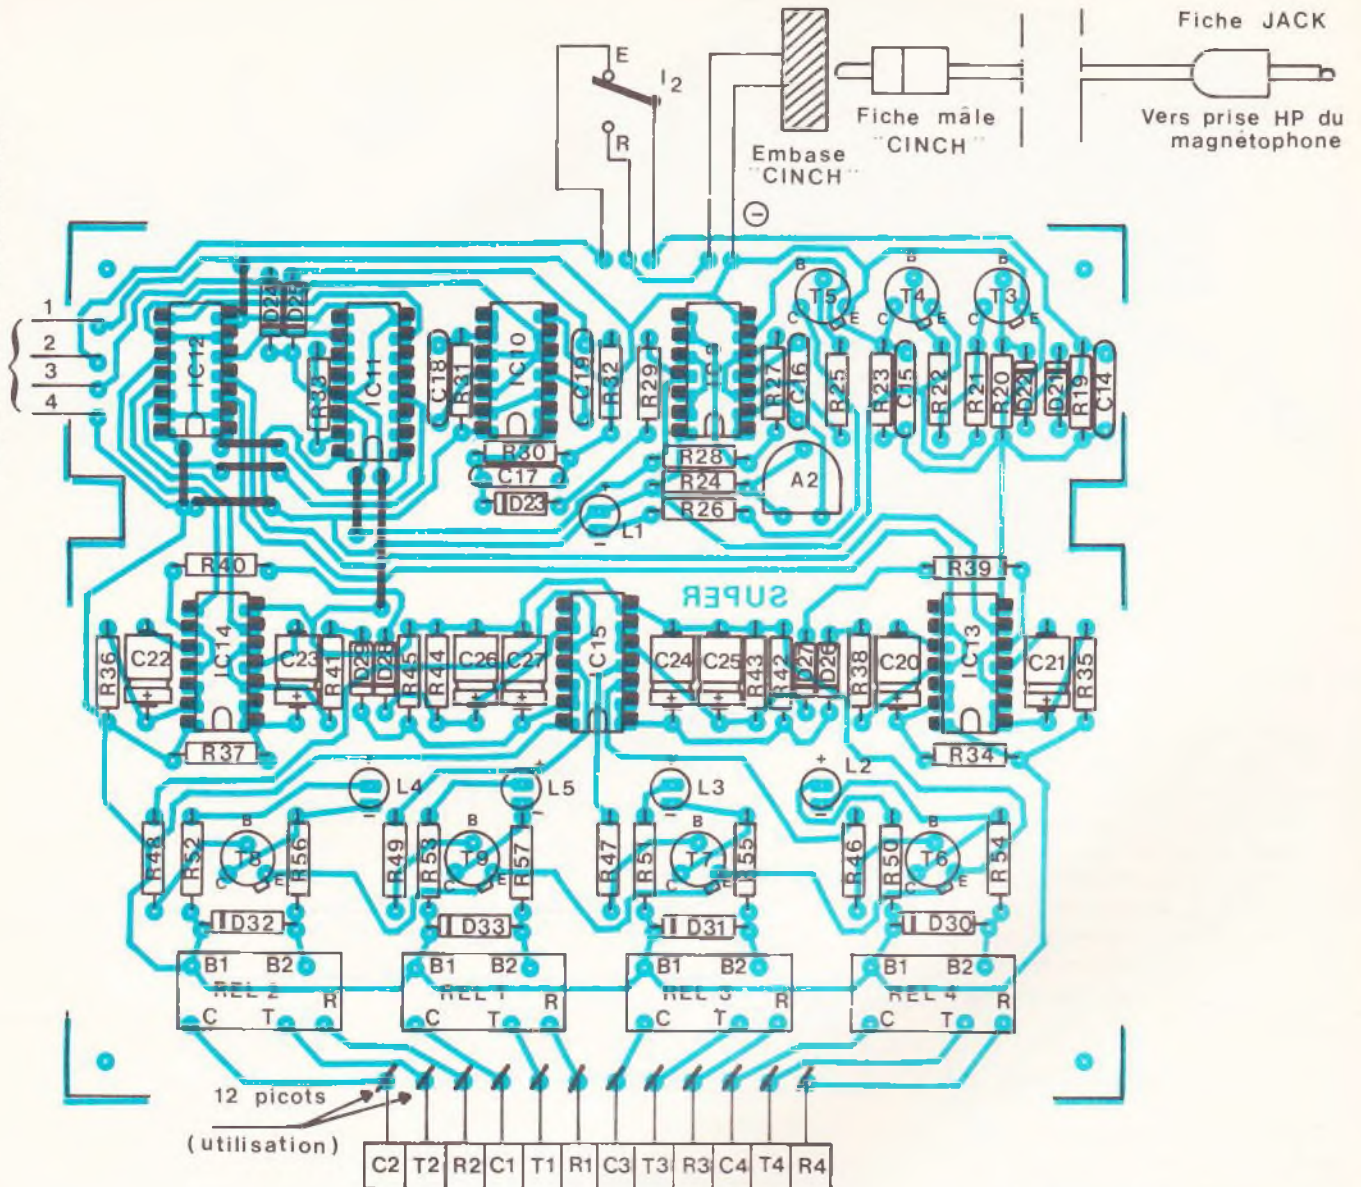 Fiche JACK
E
I2
R
Fiche mâle
"CINCH"
Vers prise HP du
magnétophone
Embase
"CINCH"
-
1
2
3
4
IC12
D24
D25
R33
IC11
C18
R31
IC10
C19
R32
R29
R27
C16
B
T5
C
E
R25
B
T4
C
E
R23
C15
R22
B
T3
C
E
R21
R20
D22
D21
R19
C14
R30
C17
D23
R28
R24
R26
A2
+
L1
-
R40
SUPER
R39
R36
C22
+
IC14
C23
+
R41
D29
D28
R45
R44
C26
+
C27
+
IC15
C24
+
C25
+
R43
R42
D27
D26
R38
C20
+
IC13
C21
+
R35
R37
R34
+
L4
-
+
L5
-
+
L3
-
+
L2
-
R48
R52
B
T8
C
E
R56
R49
R53
B
T9
C
E
R57
R47
R51
B
T7
C
E
R55
R46
R50
B
T6
C
E
R54
D32
D33
D31
D30
B1 B2
REL 2
C T R
B1 B2
REL 1
C T R
B1 B2
REL 3
C T R
B1 B2
REL 4
C T R
12 picots
(utilisation)
C2 T2 R2 C1 T1 R1 C3 T3 R3 C4 T4 R4